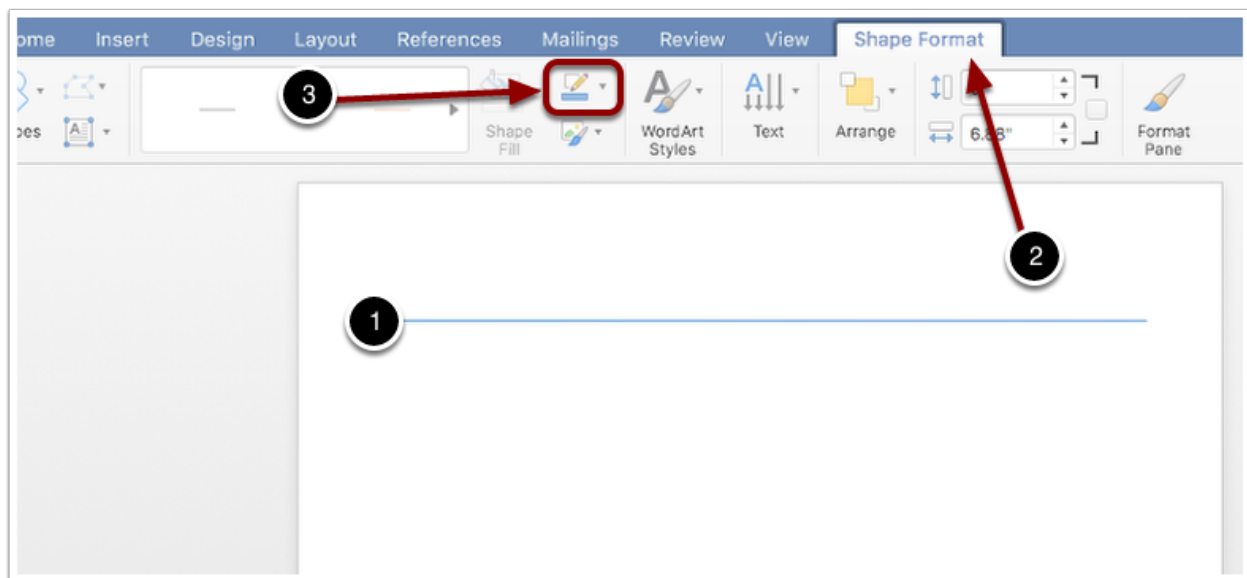 ome Insert Design Layout References Mailings Review View Shape Format
3
A
A
pes A Shape Fill WordArt Styles Text Arrange 6.88" Format Pane
2
1